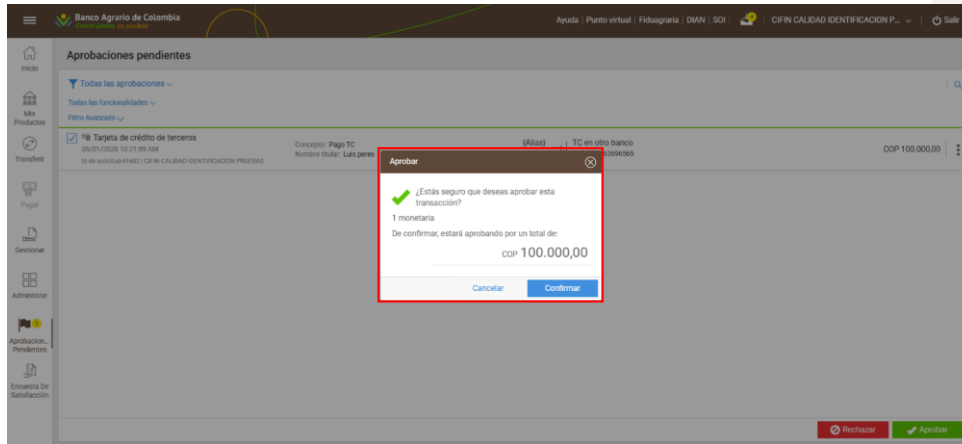 Banco Agrario de Colombia
Crecer juntos es posible
Ayuda | Punto virtual | Fiduagraria | DIAN | SOI
CIFIN CALIDAD IDENTIFICACION P...
Salir
Inicio
Mis
Productos
Transferir
Pagar
Gestionar
Administrar
Aprobacion...
Pendientes
Encuesta De
Satisfacción
Aprobaciones pendientes
Todas las aprobaciones
Todas las funcionalidades
Filtro Avanzado
Tarjeta de crédito de terceros
05/01/2026 10:21:59 AM
CIFIN CALIDAD IDENTIFICACION PRUEBAS
Concepto: Pago TC
Nombre titular: Luis peres
(Alias)
TC en otro banco
COP 100.000,00
Aprobar
¿Estás seguro que deseas aprobar esta
transacción?
1 monetaria
De confirmar, estará aprobando por un total de:
COP 100.000,00
Cancelar
Confirmar
Rechazar
Aprobar